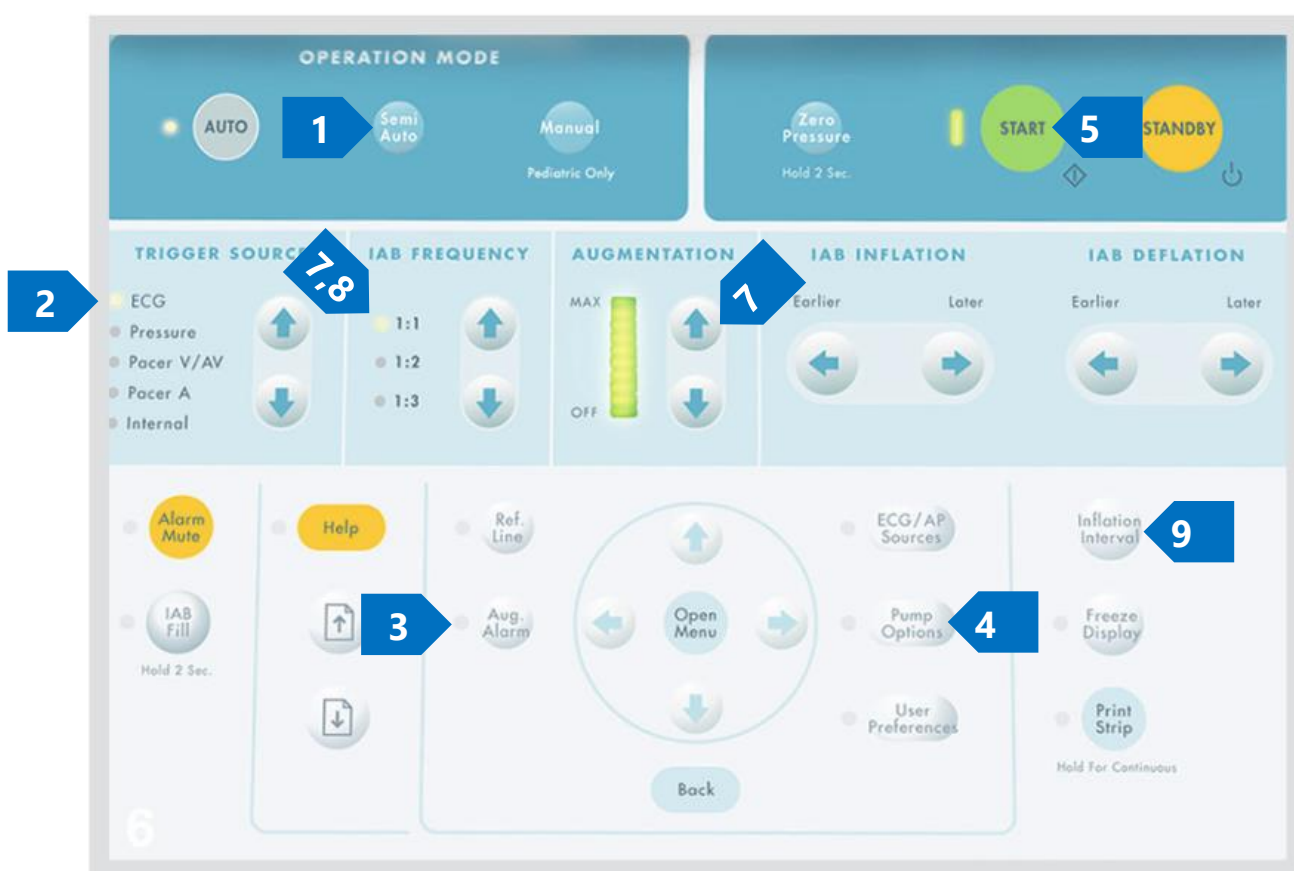 OPERATION MODE
AUTO
1
Semi
Auto
Manual
Pediatric Only
Zero
Pressure
Hold 2 Sec.
START
5
STANDBY
TRIGGER SOURC
7,8
IAB FREQUENCY
AUGMENTATION
7
IAB INFLATION
IAB DEFLATION
2
ECG
Pressure
Pacer V/AV
Pacer A
Internal
1:1
1:2
1:3
MAX
OFF
Earlier
Later
Earlier
Later
Alarm
Mute
Help
Ref.
Line
ECG/AP
Sources
Inflation
Interval
9
IAB
Fill
Hold 2 Sec.
3
Aug.
Alarm
Open
Menu
Pump
Options
4
Freeze
Display
User
Preferences
Print
Strip
Hold For Continuous
Back
6